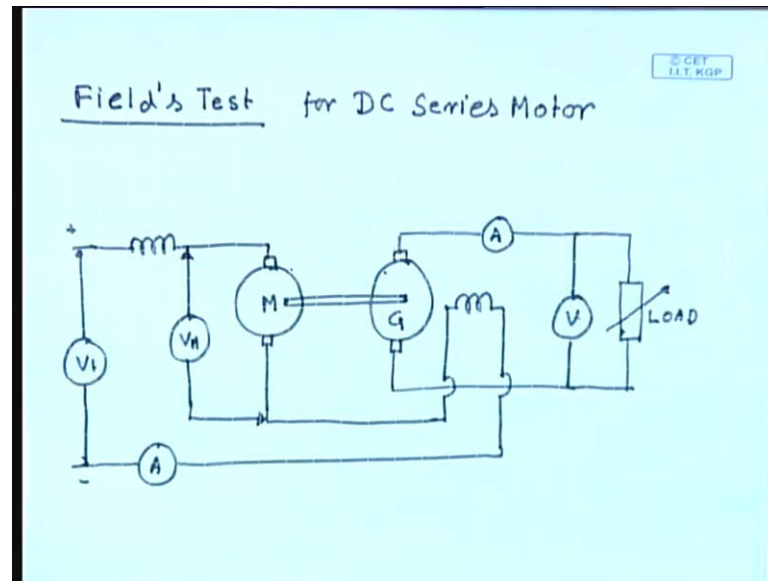 © CET
I.I.T. KGP
Field's Test for DC Series Motor
+
A
M
G
V1
VM
V
LOAD
-
A